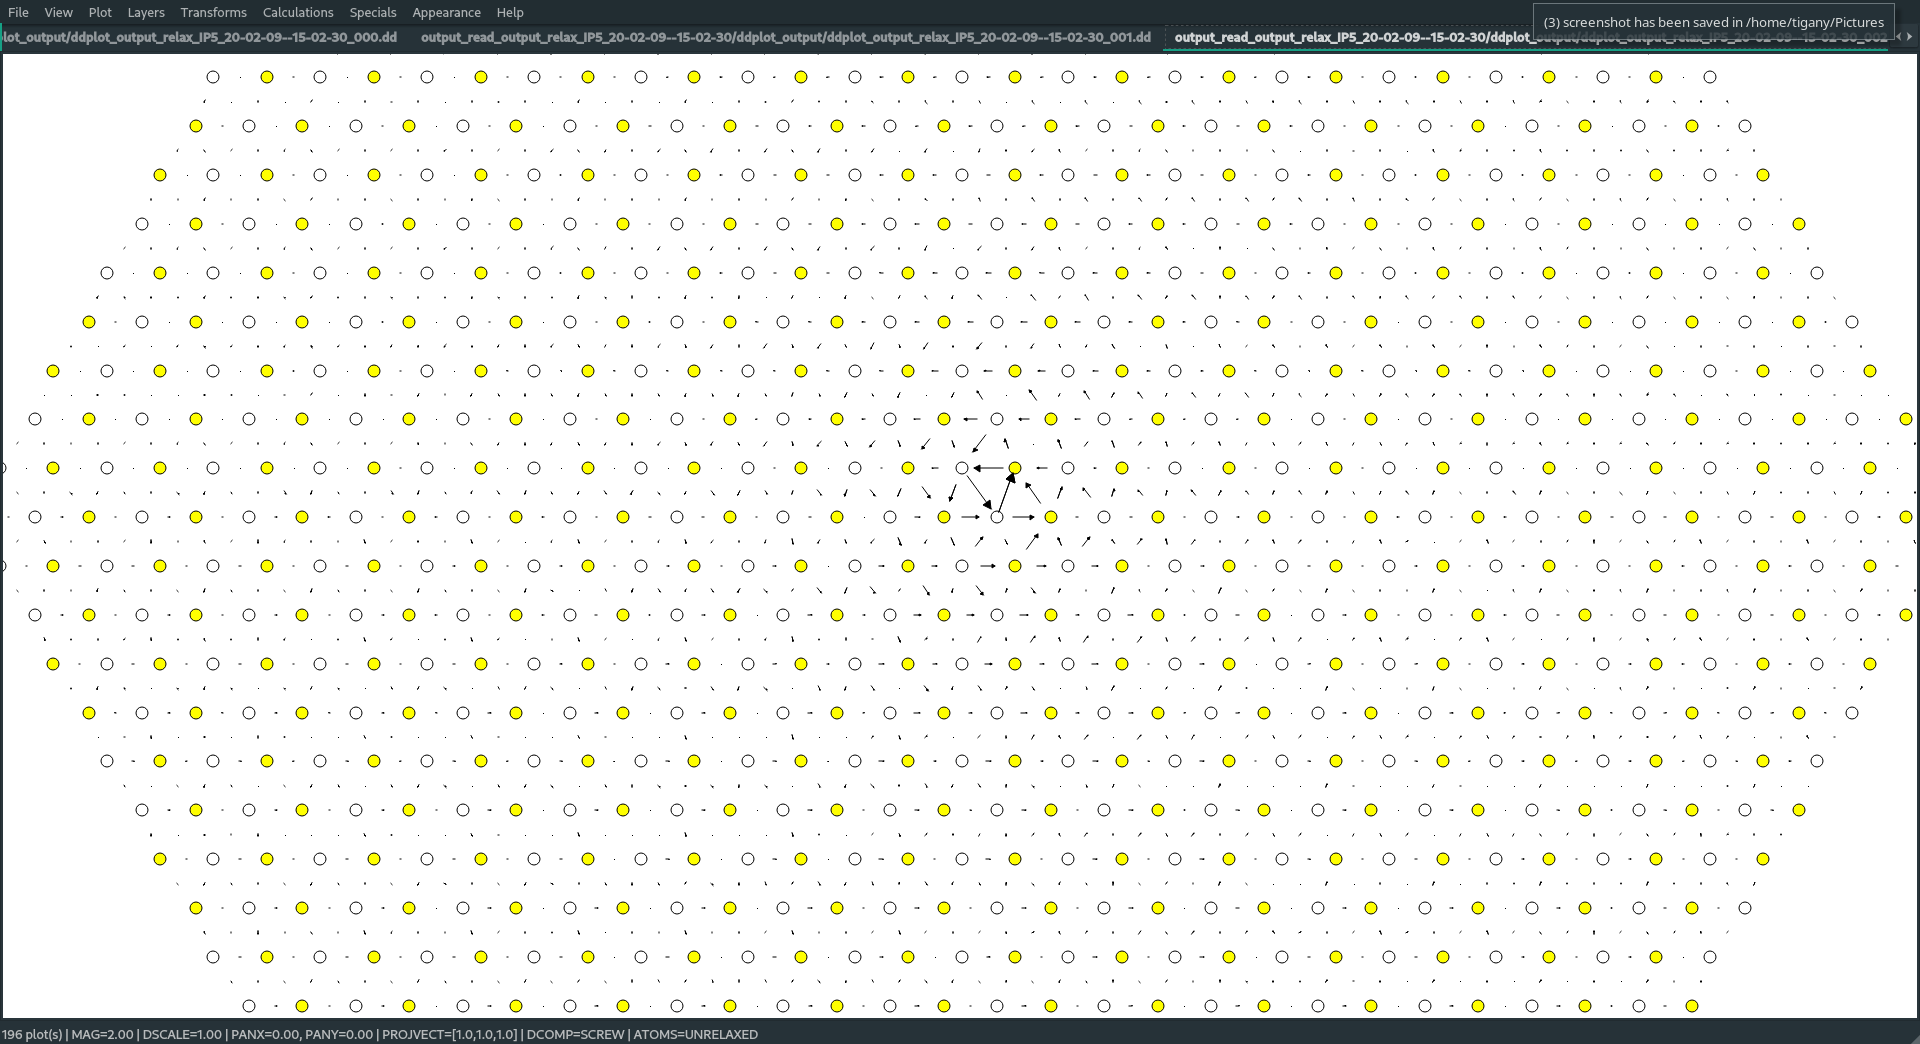 File View Plot Layers Transforms Calculations Specials Appearance Help
(3) screenshot has been saved in /home/tigany/Pictures
lot_output/ddplot_output_relax_IP5_20-02-09--15-02-30_000.dd output_read_output_relax_IP5_20-02-09--15-02-30/ddplot_output/ddplot_output_relax_IP5_20-02-09--15-02-30_001.dd output_read_output_relax_IP5_20-02-09--15-02-30/ddplot_output/ddplot_output_relax_IP5_20-02-09--15-02-30_002
196 plot(s) | MAG=2.00 | DSCALE=1.00 | PANX=0.00, PANY=0.00 | PROJVECT=[1.0,1.0,1.0] | DCOMP=SCREW | ATOMS=UNRELAXED